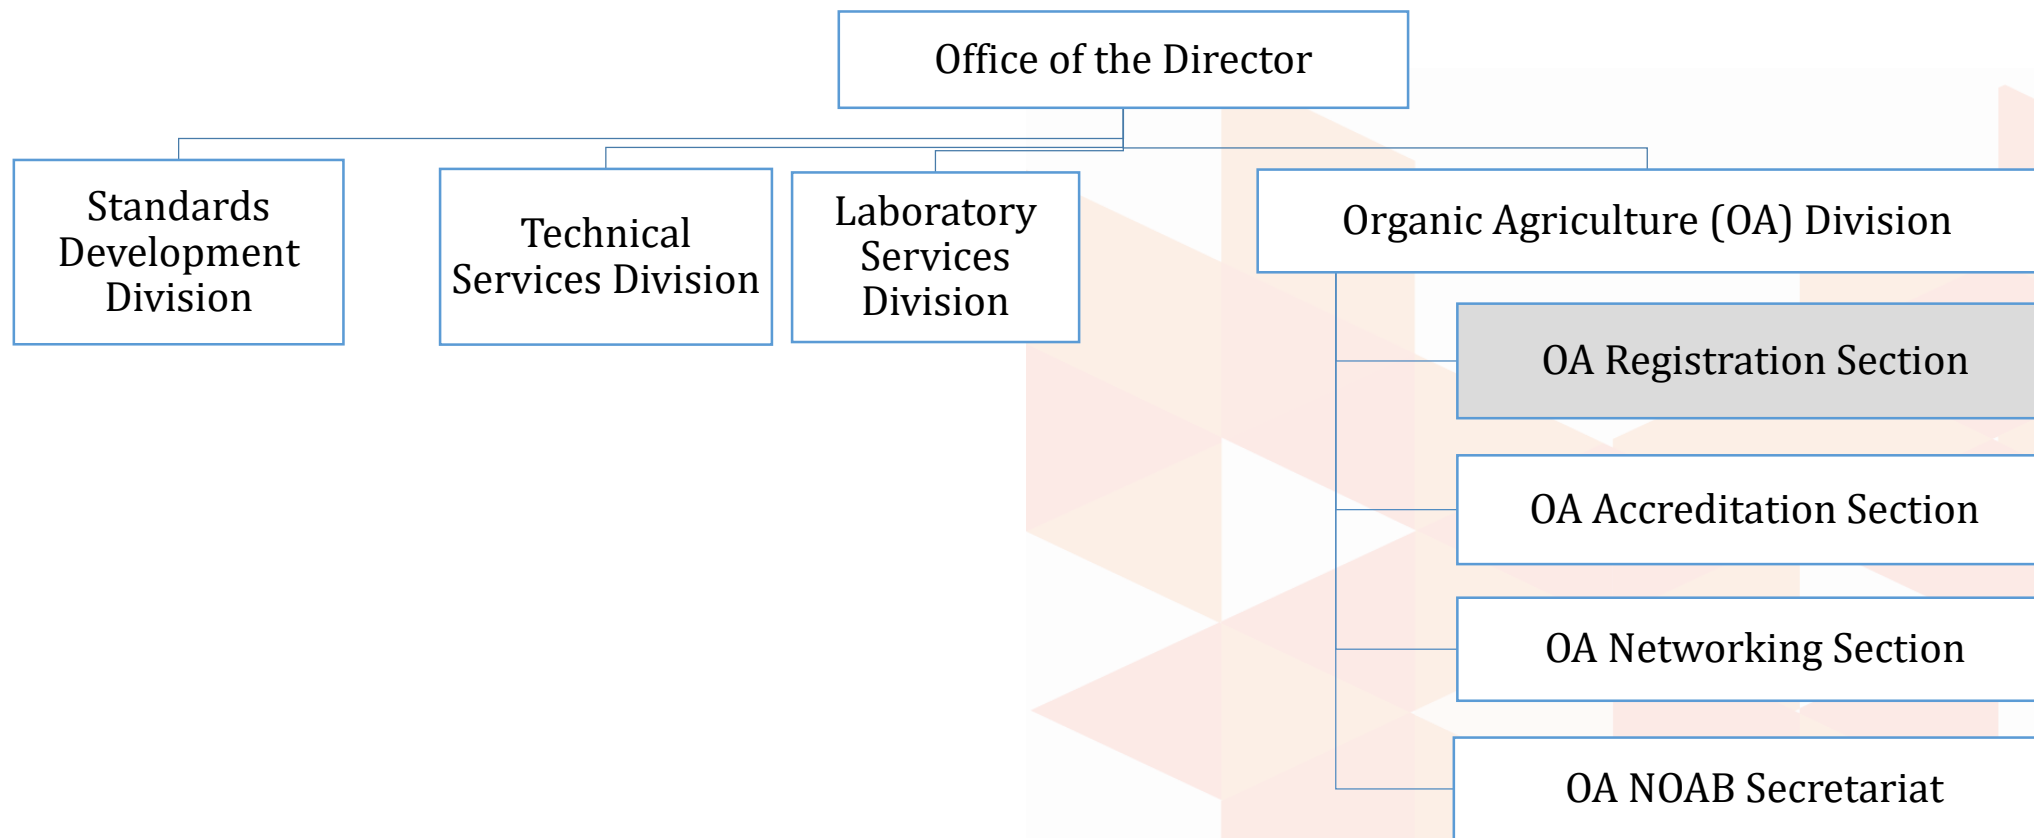 Office of the Director
Standards
Development
Division
Technical
Services Division
Laboratory
Services
Division
Organic Agriculture (OA) Division
OA Registration Section
OA Accreditation Section
OA Networking Section
OA NOAB Secretariat